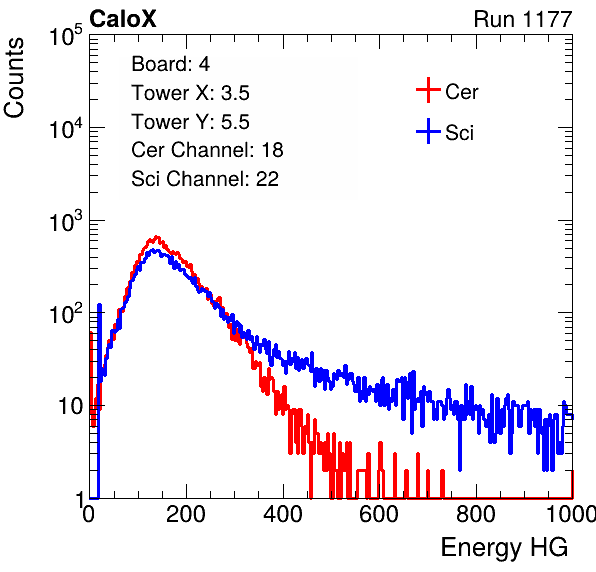 CaloX
Run 1177
Counts
10^5
10^4
10^3
10^2
10
1
Board: 4
Tower X: 3.5
Tower Y: 5.5
Cer Channel: 18
Sci Channel: 22
Cer
Sci
0 200 400 600 800 1000
Energy HG